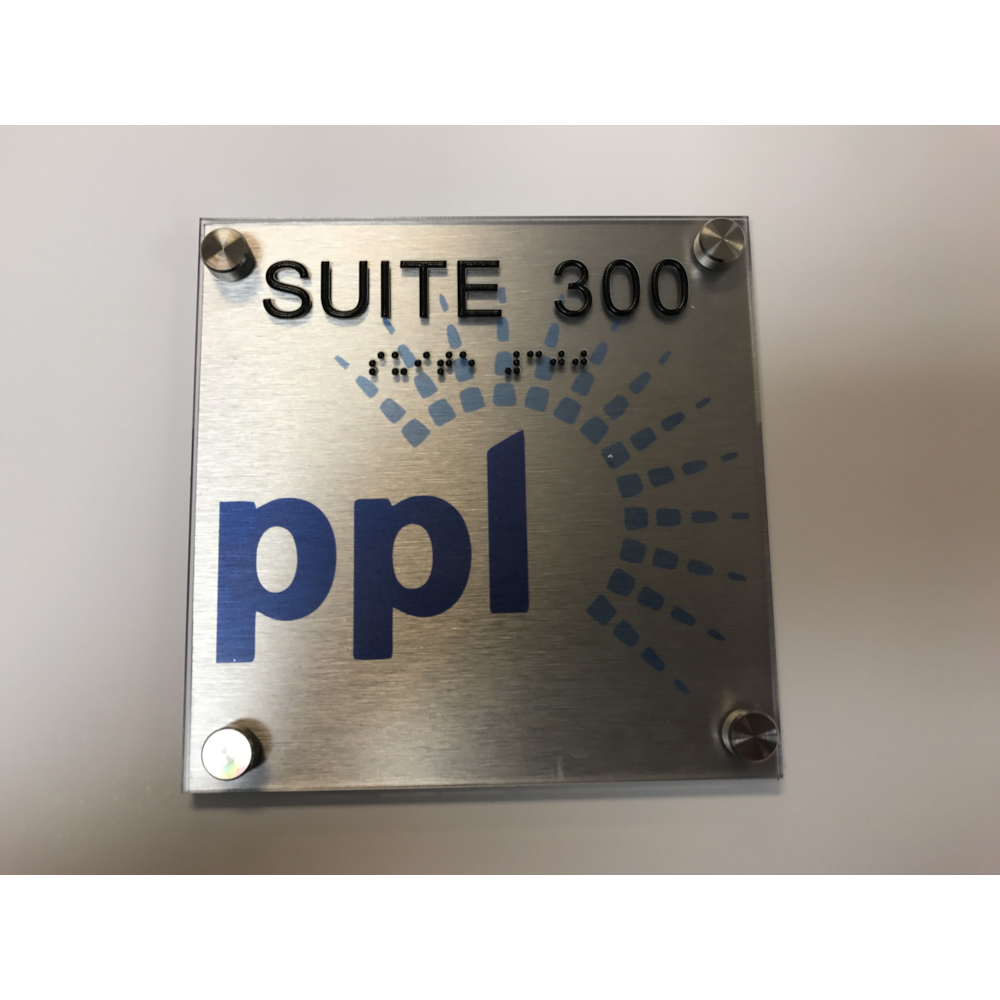 SUITE 300
⠎⠥⠊⠞⠑ ⠼⠉⠚⠚
ppl